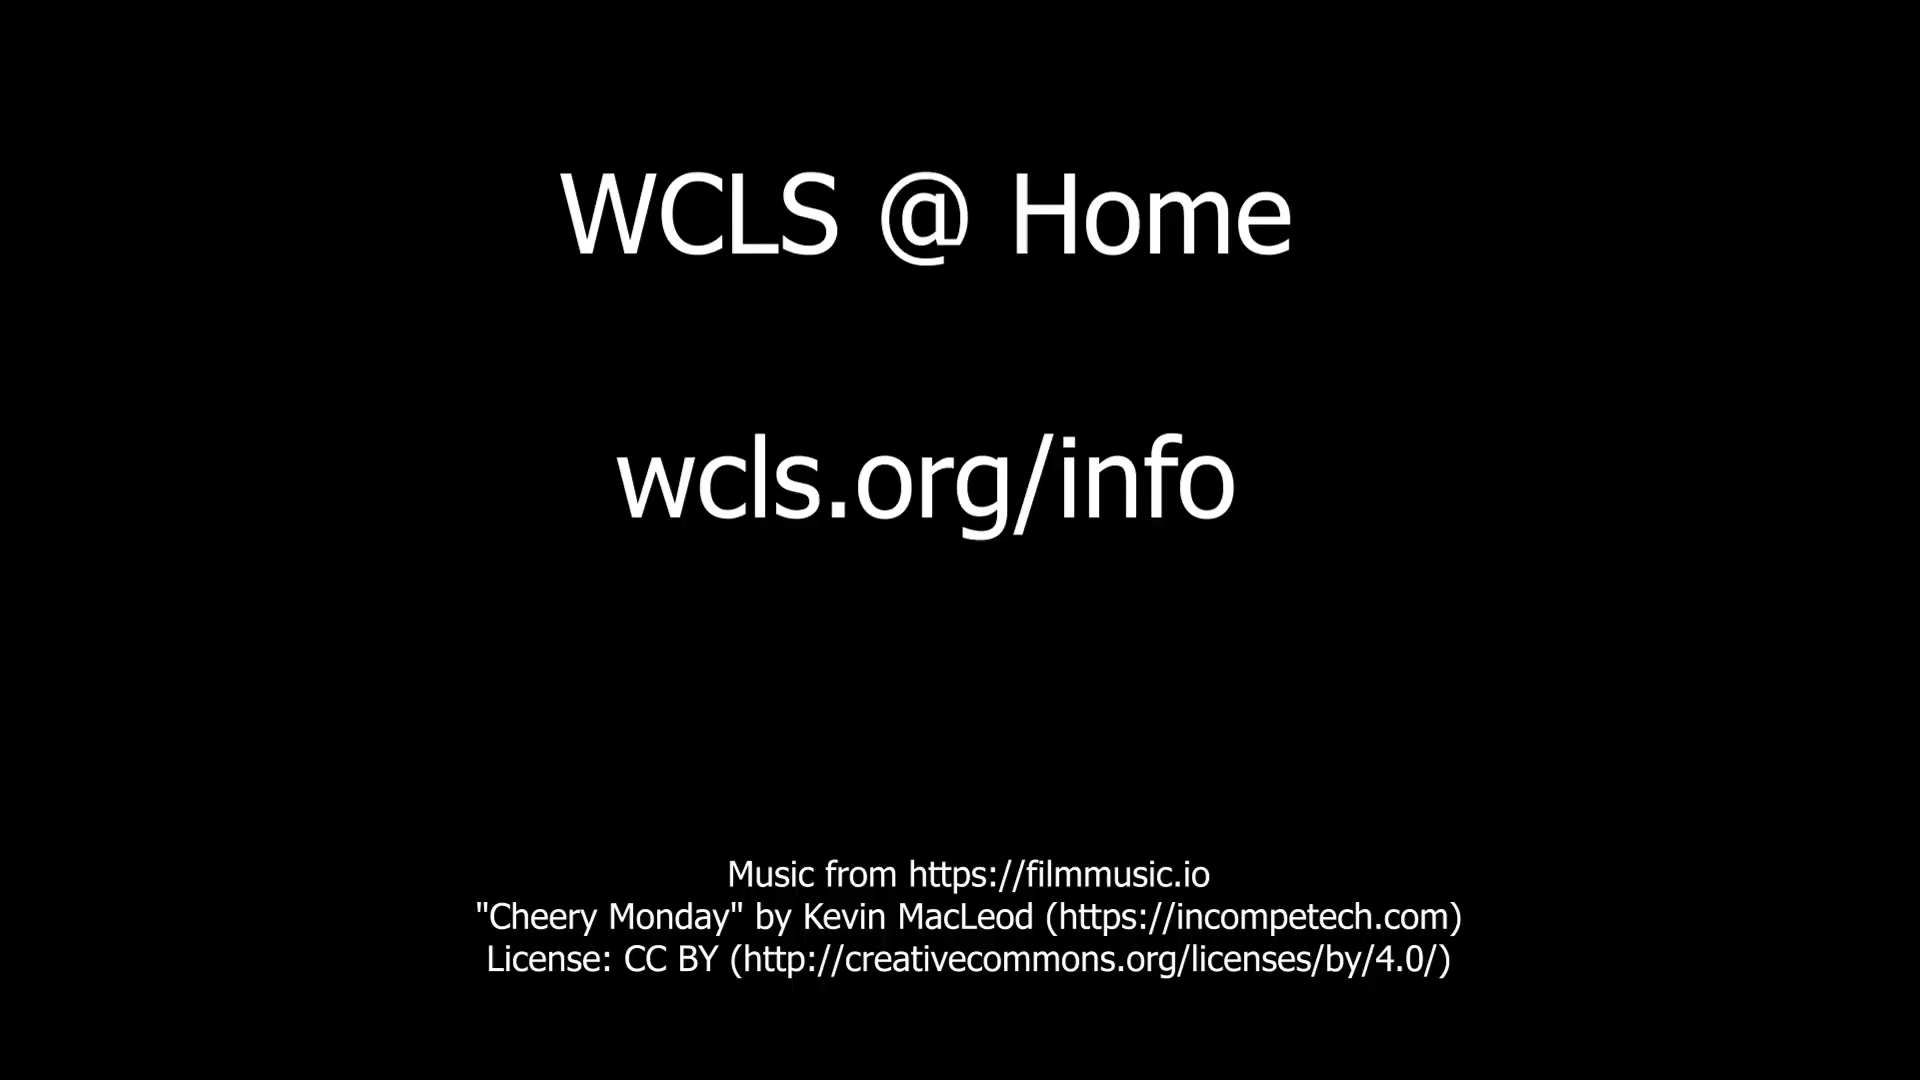 WCLS @ Home
wcls.org/info
Music from https://filmmusic.io
"Cheery Monday" by Kevin MacLeod (https://incompetech.com)
License: CC BY (http://creativecommons.org/licenses/by/4.0/)